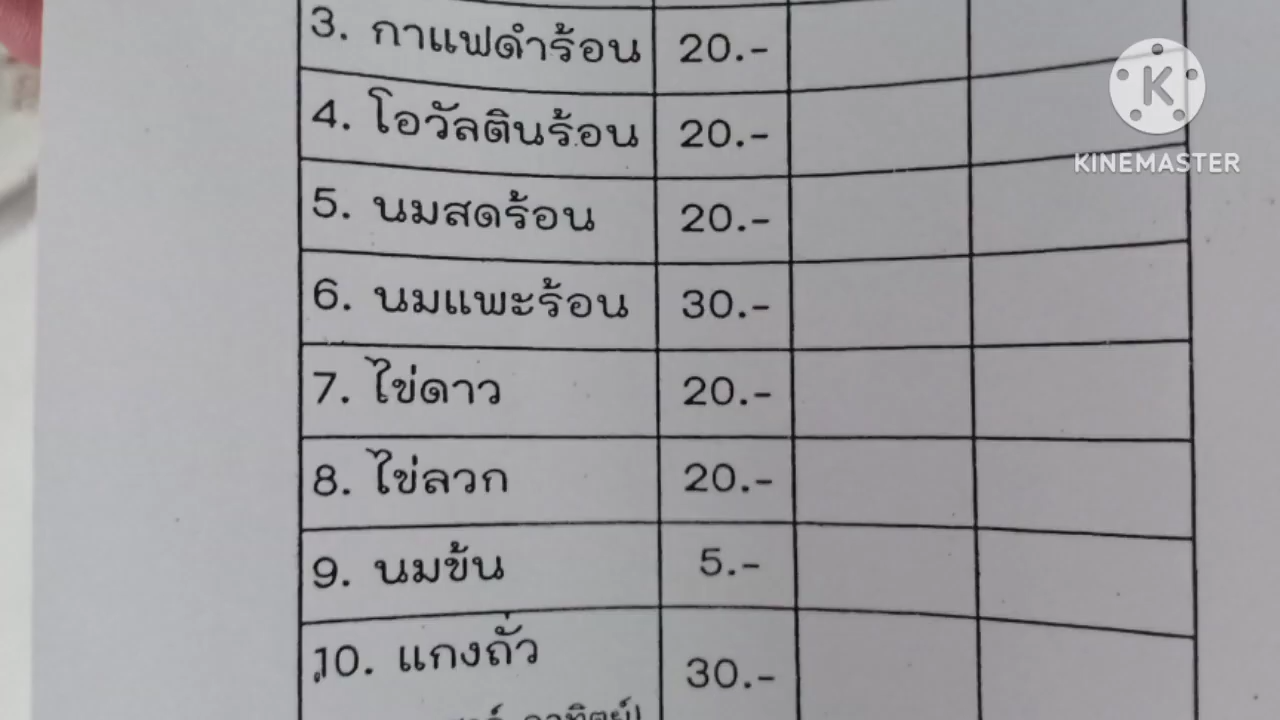 3. กาแฟดำร้อน 20.-
4. โอวัลตินร้อน 20.-
5. นมสดร้อน 20.-
6. นมแพะร้อน 30.-
7. ไข่ดาว 20.-
8. ไข่ลวก 20.-
9. นมข้น 5.-
10. แกงถั่ว 30.-
K
KINEMASTER